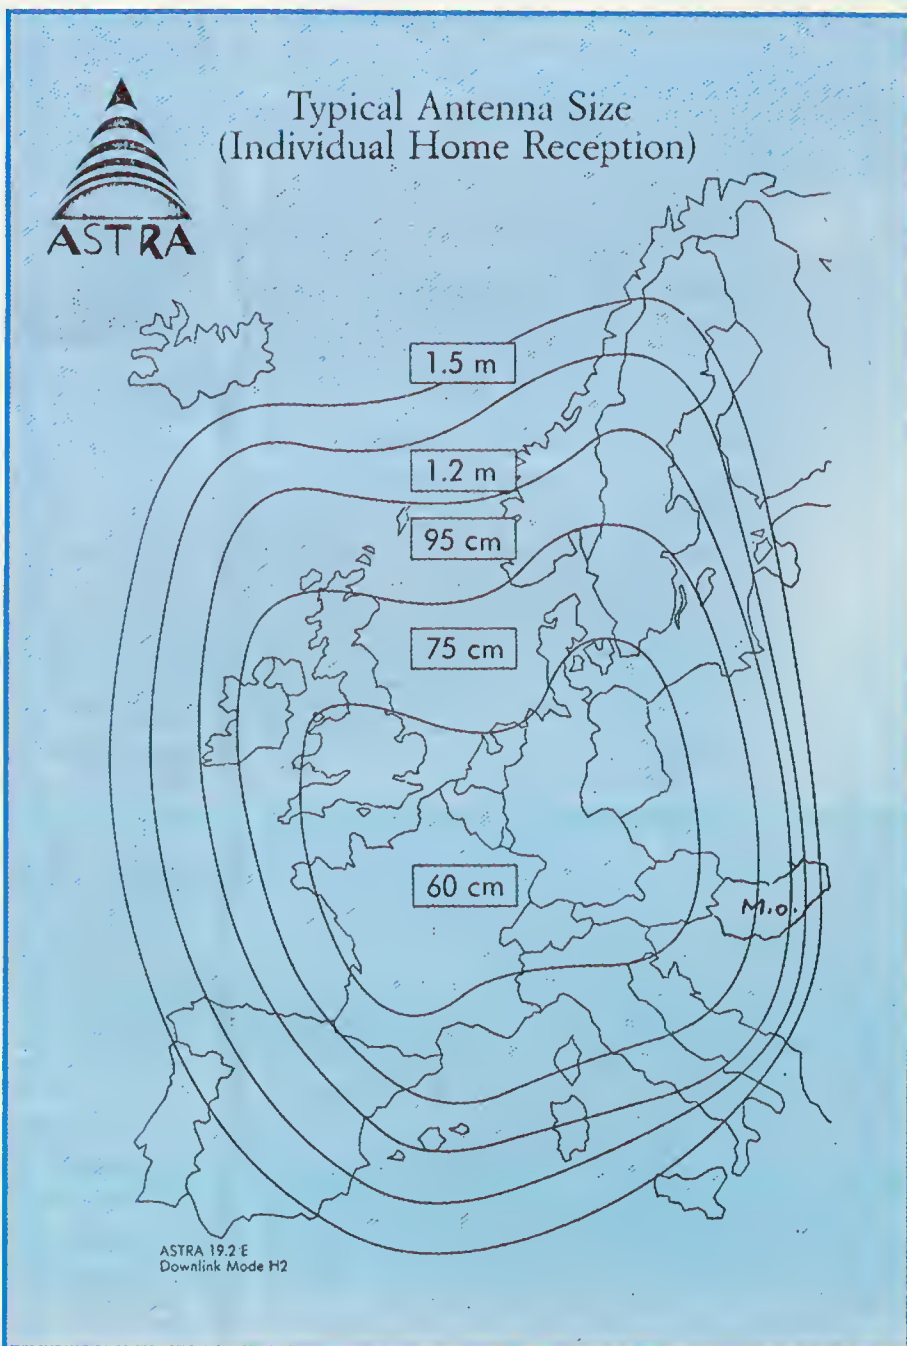 Typical Antenna Size
(Individual Home Reception)
ASTRA
1.5 m
1.2 m
95 cm
75 cm
60 cm
M.o.
ASTRA 19.2 E
Downlink Mode H2